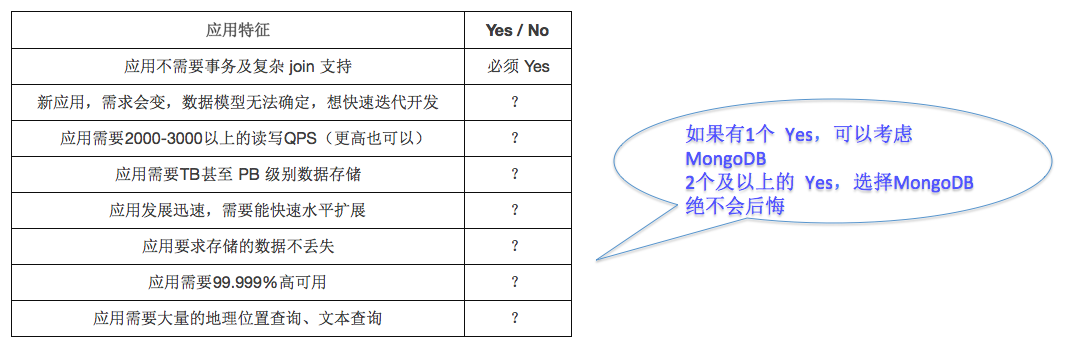 应用特征 Yes / No
应用不需要事务及复杂 join 支持 必须 Yes
新应用，需求会变，数据模型无法确定，想快速迭代开发 ？
应用需要2000-3000以上的读写QPS（更高也可以） ？
应用需要TB甚至 PB 级别数据存储 ？
应用发展迅速，需要能快速水平扩展 ？
应用要求存储的数据不丢失 ？
应用需要99.999%高可用 ？
应用需要大量的地理位置查询、文本查询 ？
如果有1个 Yes，可以考虑
MongoDB
2个及以上的 Yes，选择MongoDB
绝不会后悔